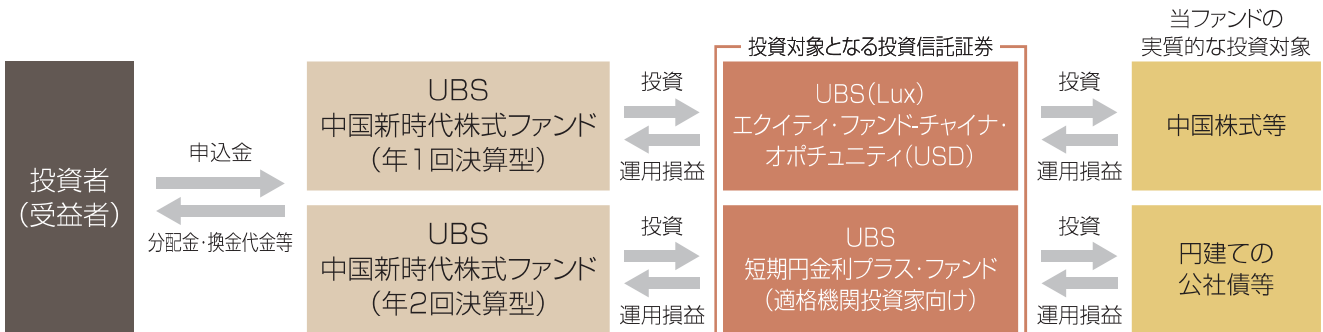 投資者
（受益者）
申込金
分配金・換金代金等
UBS
中国新時代株式ファンド
（年1回決算型）
UBS
中国新時代株式ファンド
（年2回決算型）
投資
運用損益
投資
運用損益
投資対象となる投資信託証券
UBS（Lux）
エクイティ・ファンド-チャイナ・
オポチュニティ（USD）
UBS
短期円金利プラス・ファンド
（適格機関投資家向け）
投資
運用損益
投資
運用損益
当ファンドの
実質的な投資対象
中国株式等
円建ての
公社債等